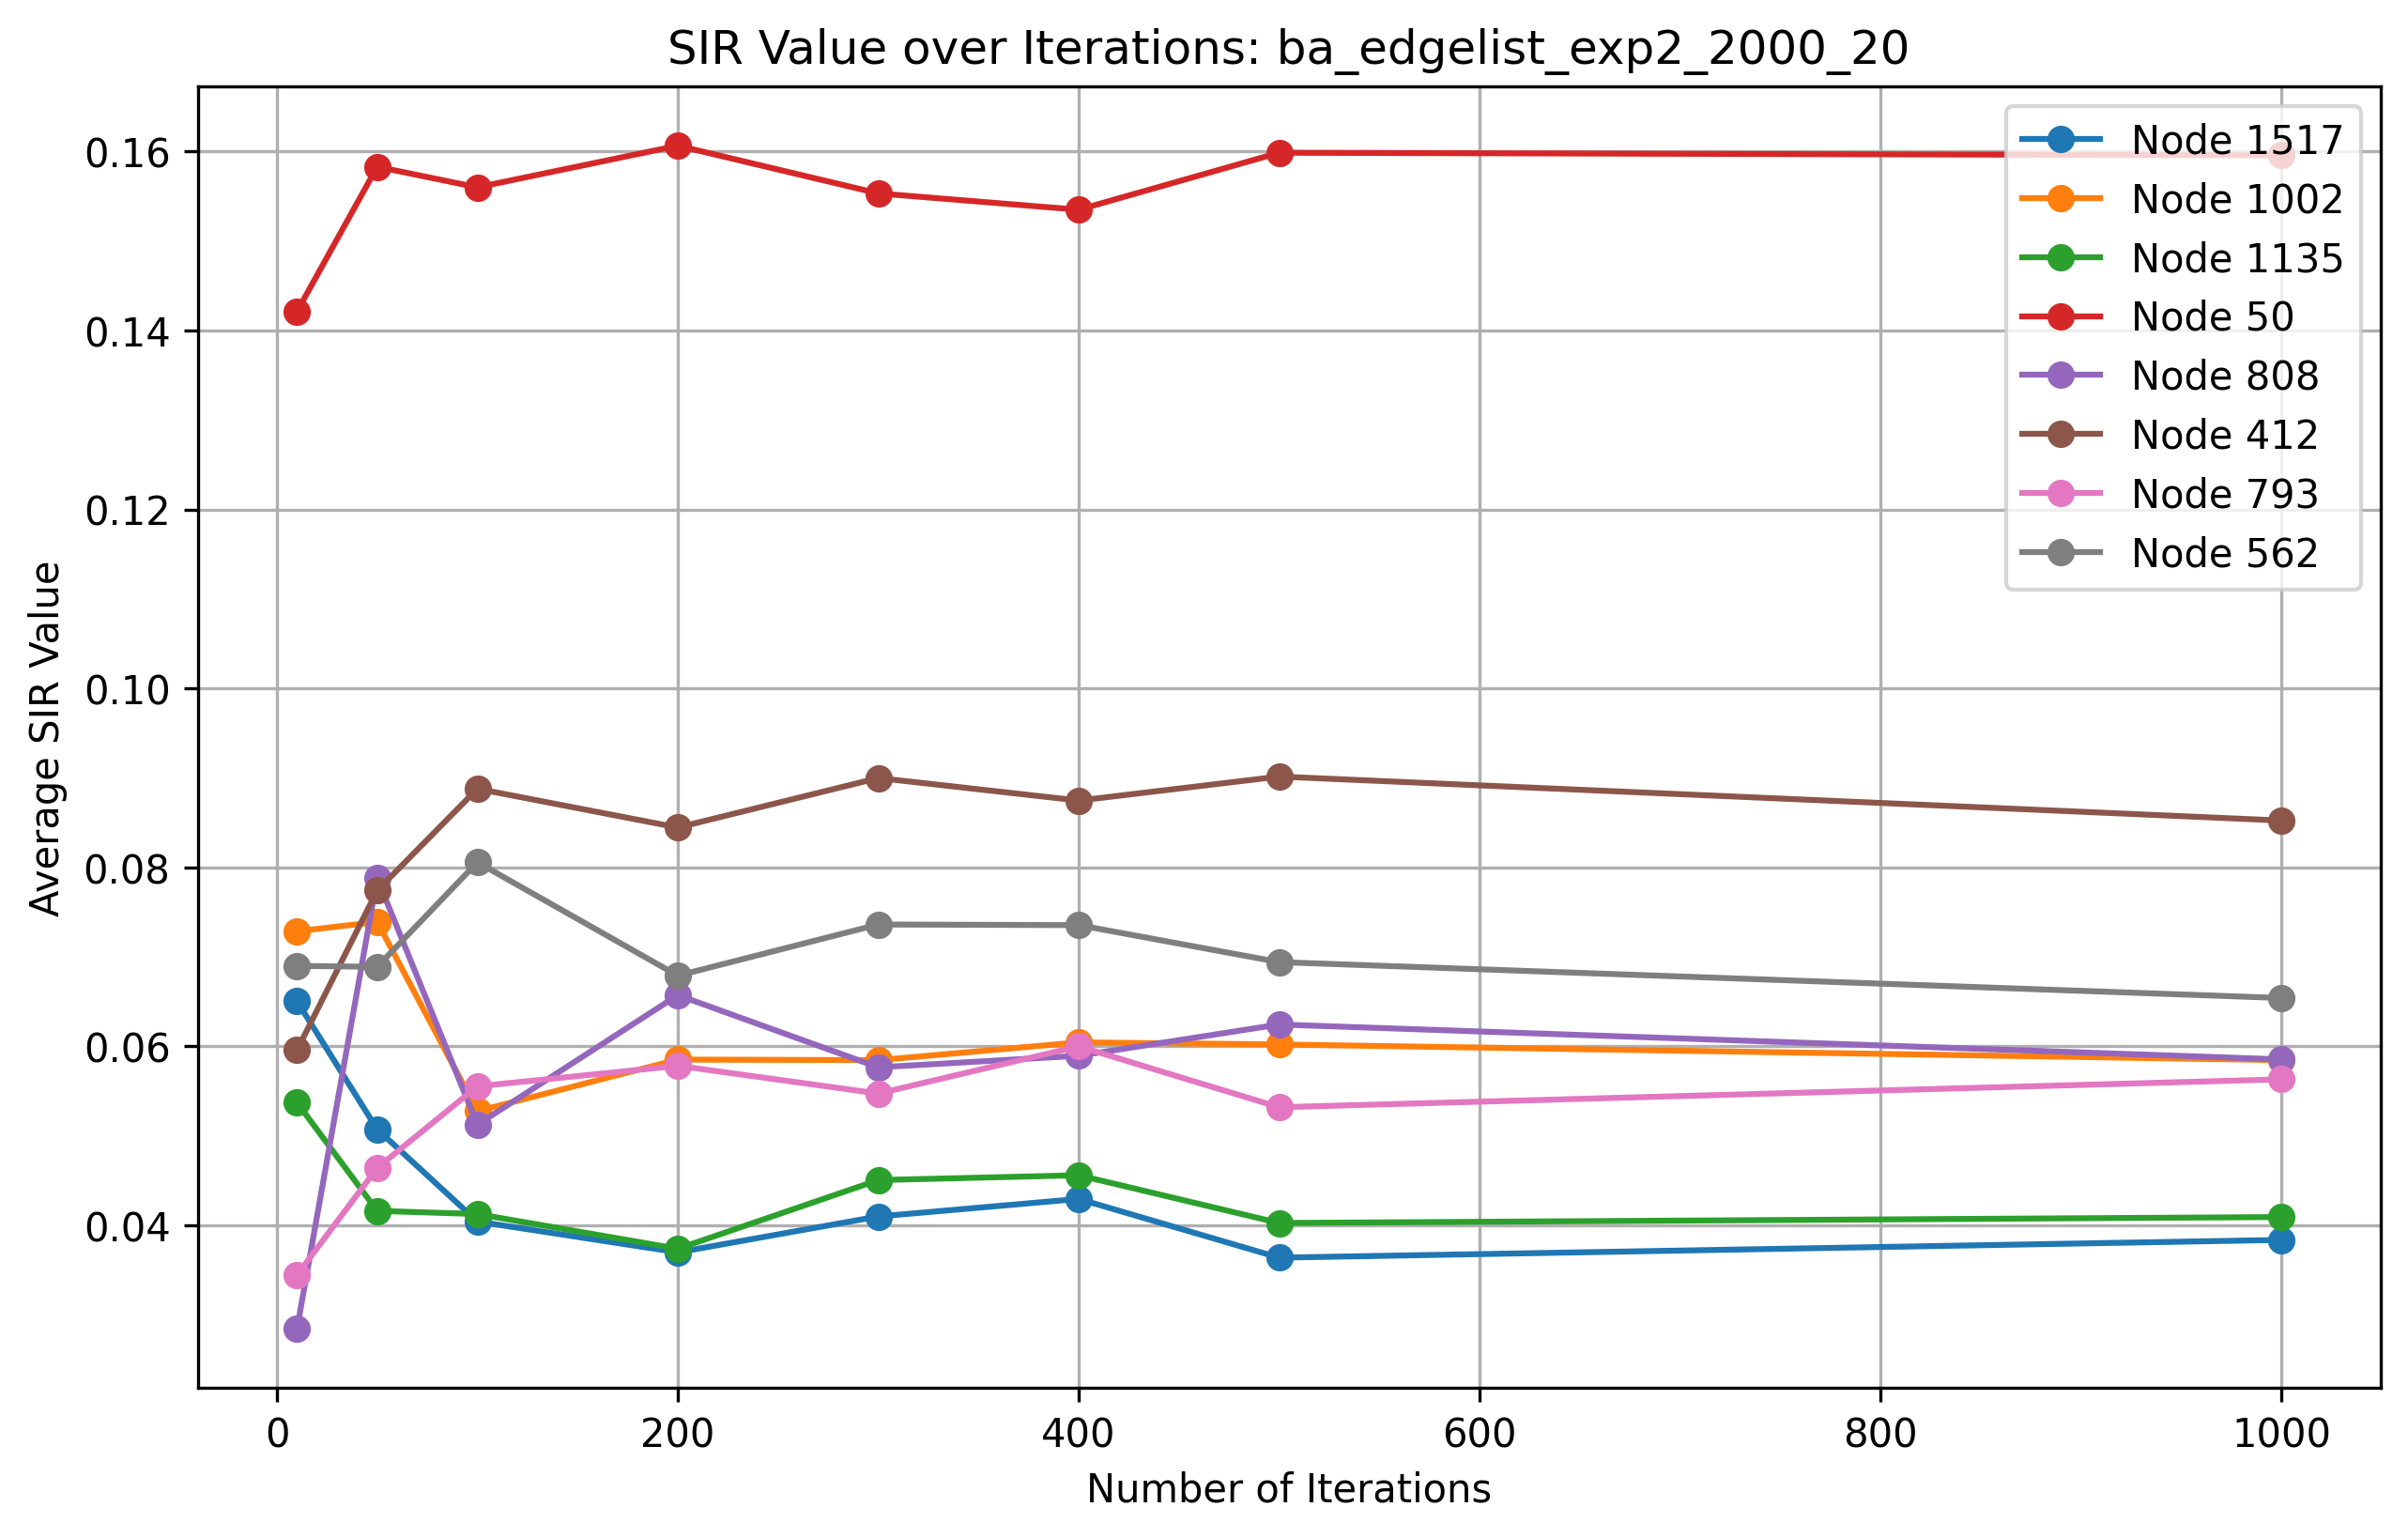 SIR Value over Iterations: ba_edgelist_exp2_2000_20
0.16
0.14
0.12
0.10
0.08
0.06
0.04
Average SIR Value
Node 1517
Node 1002
Node 1135
Node 50
Node 808
Node 412
Node 793
Node 562
0 200 400 600 800 1000
Number of Iterations